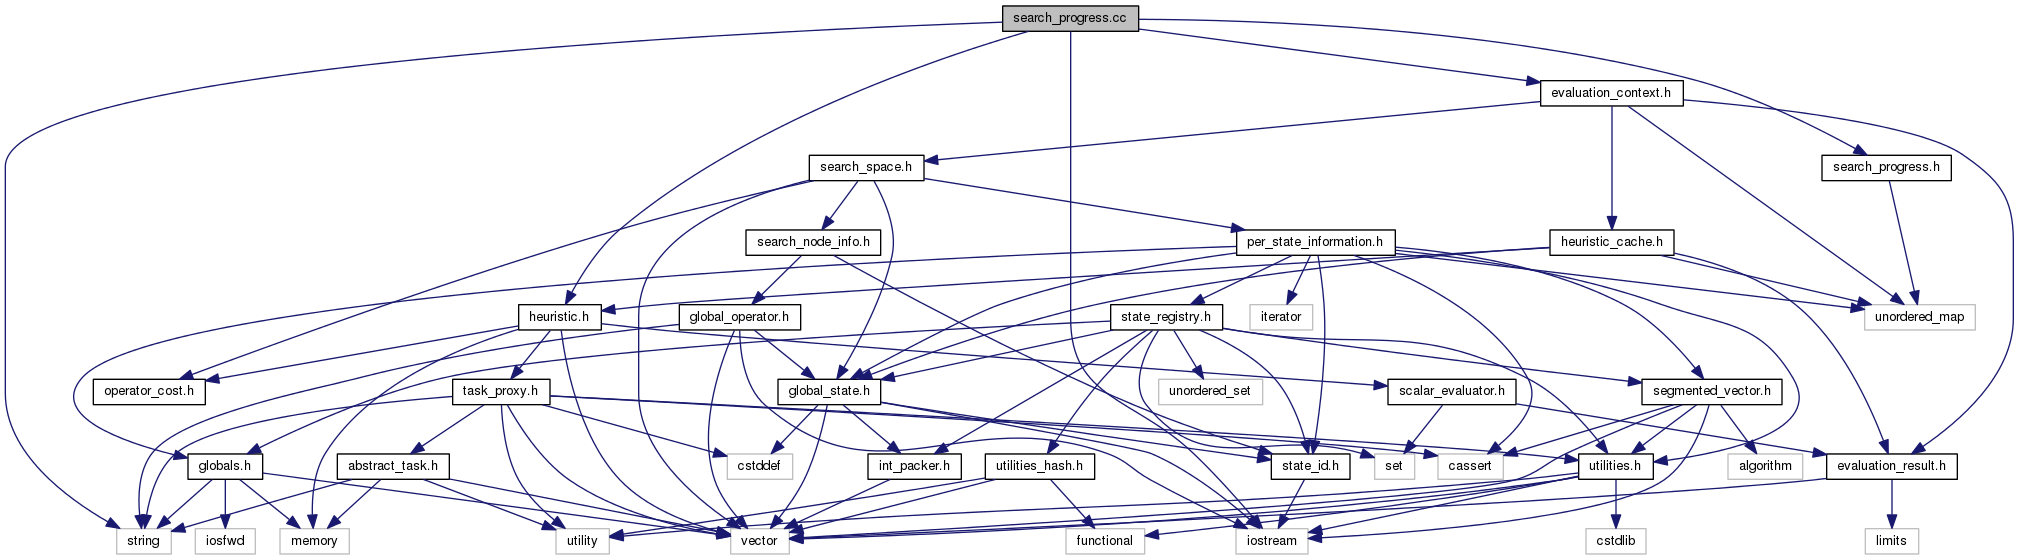 search_progress.cc
evaluation_context.h
search_space.h
search_progress.h
search_node_info.h
per_state_information.h
heuristic_cache.h
heuristic.h
global_operator.h
state_registry.h
iterator
unordered_map
operator_cost.h
task_proxy.h
global_state.h
unordered_set
scalar_evaluator.h
segmented_vector.h
globals.h
abstract_task.h
cstddef
int_packer.h
utilities_hash.h
state_id.h
set
cassert
utilities.h
algorithm
evaluation_result.h
string
iosfwd
memory
utility
vector
functional
iostream
cstdlib
limits